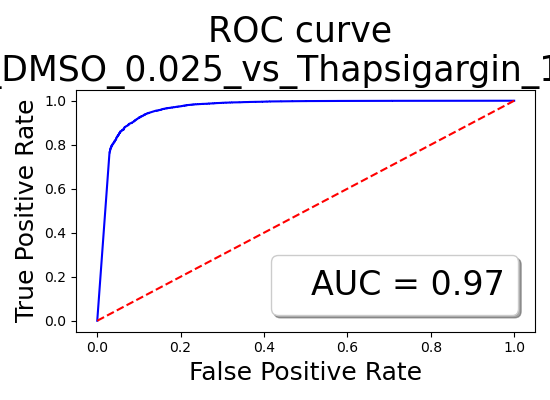 ROC curve
_DMSO_0.025_vs_Thapsigargin_1
True Positive Rate
1.0
0.8
0.6
0.4
0.2
0.0
AUC = 0.97
0.0 0.2 0.4 0.6 0.8 1.0
False Positive Rate